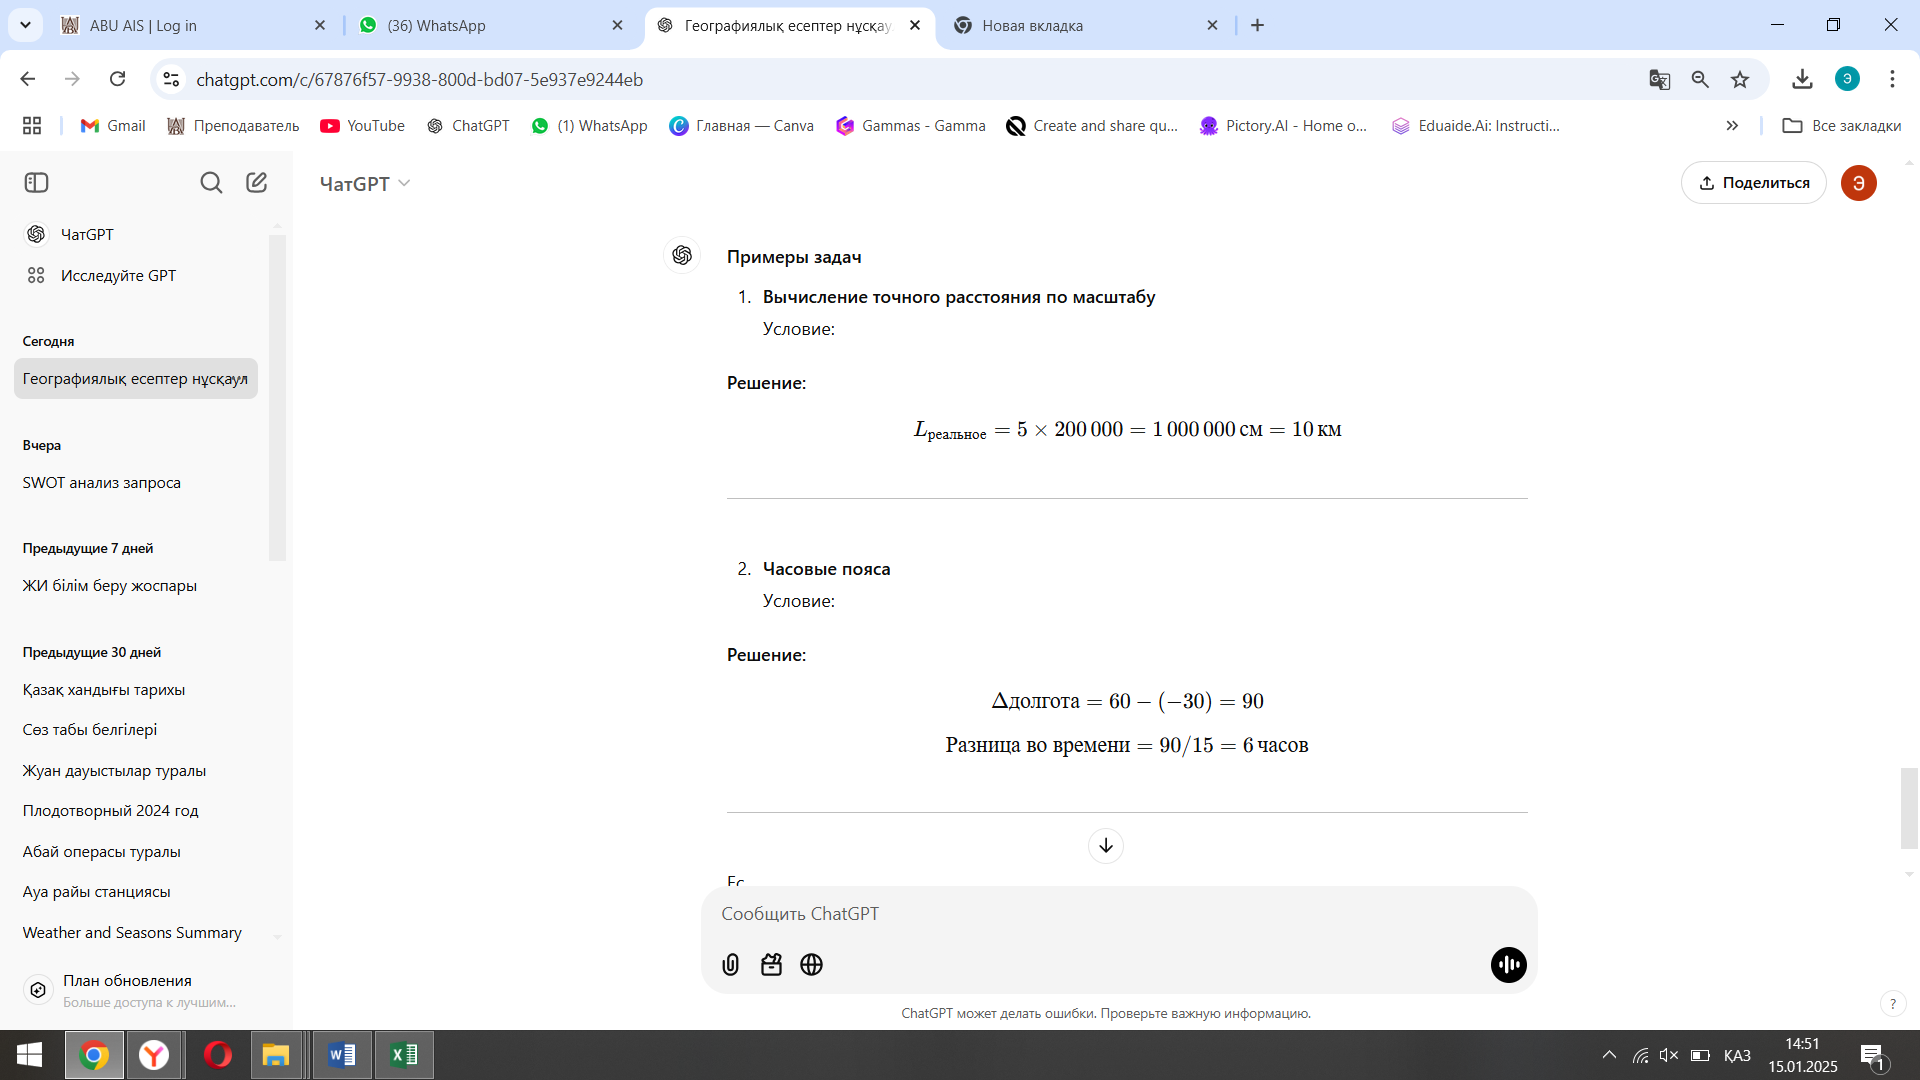 ABU AIS | Log in
(36) WhatsApp
Географиялық есептер нұсқау
Новая вкладка
chatgpt.com/c/67876f57-9938-800d-bd07-5e937e9244eb
Э
Gmail
Преподаватель
YouTube
ChatGPT
(1) WhatsApp
Главная — Canva
Gammas - Gamma
Create and share qu...
Pictory.AI - Home o...
Eduaide.Ai: Instructi...
Все закладки
ЧатGPT
Поделиться
Э
ЧатGPT
Исследуйте GPT
Сегодня
Географиялық есептер нұсқаул
Вчера
SWOT анализ запроса
Предыдущие 7 дней
ЖИ білім беру жоспары
Предыдущие 30 дней
Қазақ хандығы тарихы
Сөз табы белгілері
Жуан дауыстылар туралы
Плодотворный 2024 год
Абай операсы туралы
Ауа райы станциясы
Weather and Seasons Summary
План обновления
Больше доступа к лучшим...
Примеры задач
1. Вычисление точного расстояния по масштабу
Условие:
Решение:
Lреальное = 5 × 200 000 = 1 000 000 см = 10 км
2. Часовые пояса
Условие:
Решение:
Δдолгота = 60 − (−30) = 90
Разница во времени = 90/15 = 6 часов
Ес
Сообщить ChatGPT
ChatGPT может делать ошибки. Проверьте важную информацию.
?
ҚАЗ
14:51
15.01.2025
1